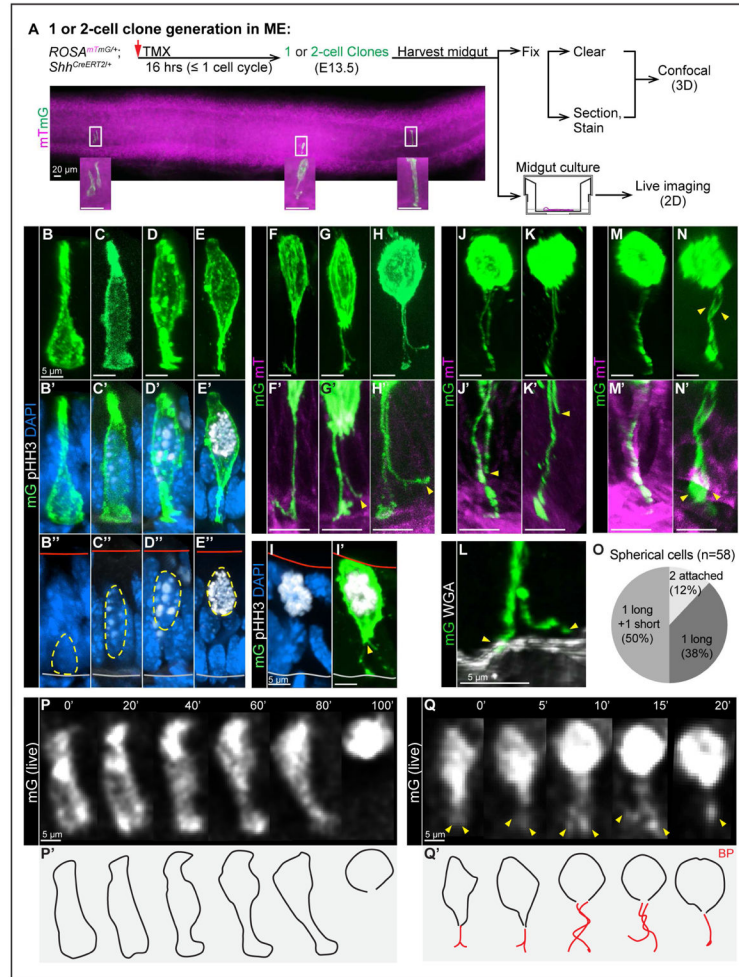 A 1 or 2-cell clone generation in ME:
ROSAmTmG/+; TMX
ShhCreERT2/+ 16 hrs (≤ 1 cell cycle)
1 or 2-cell Clones
(E13.5)
Harvest midgut
Fix
Clear
Section,
Stain
Confocal
(3D)
Midgut culture
Live imaging
(2D)
mTmG
20 µm
B C D E F G H J K M N
5 µm
mG mT
mG mT
mG mT
B' C' D' E' F' G' H'' J' K' M' N'
mG pHH3 DAPI
B'' C'' D'' E'' I I' L O
mG pHH3 DAPI
5 µm
mG WGA
5 µm
Spherical cells (n=58)
2 attached
(12%)
1 long
+1 short
(50%)
1 long
(38%)
P 0' 20' 40' 60' 80' 100'
mG (live)
5 µm
P'
Q 0' 5' 10' 15' 20'
mG (live)
5 µm
Q' BP